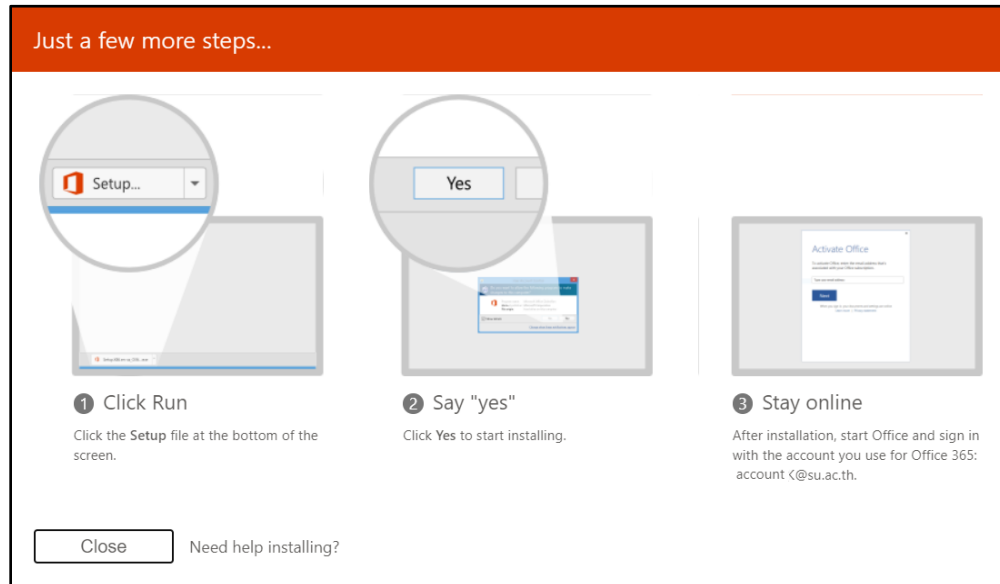 Just a few more steps...
Setup...
Yes
Activate Office
Next
1 Click Run
Click the Setup file at the bottom of the
screen.
2 Say "yes"
Click Yes to start installing.
3 Stay online
After installation, start Office and sign in
with the account you use for Office 365:
account <@su.ac.th.
Close
Need help installing?